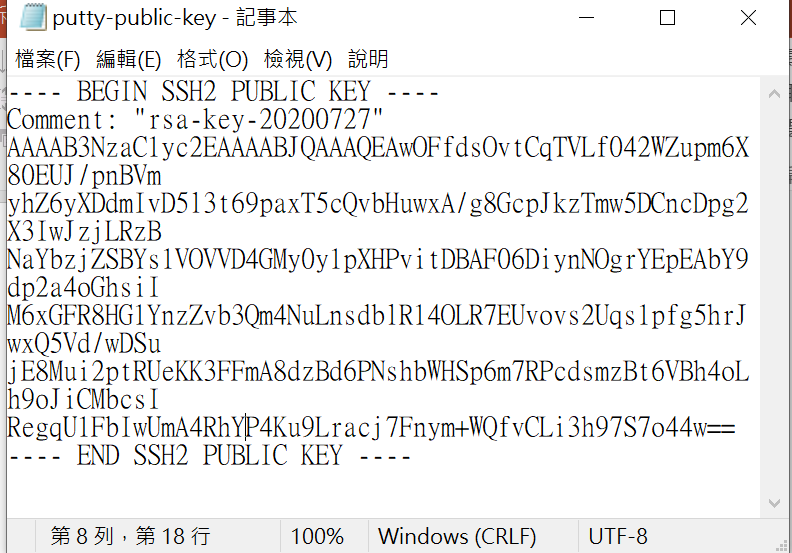 putty-public-key - 記事本
檔案(F) 編輯(E) 格式(O) 檢視(V) 說明
---- BEGIN SSH2 PUBLIC KEY ----
Comment: "rsa-key-20200727"
AAAAB3NzaC1yc2EAAAABJQAAAQEAwOFfdsOvtCqTVLf042WZupm6X
80EUJ/pnBVm
yhZ6yXDdmIvD513t69paxT5cQvbHuwxA/g8GcpJkzTmw5DCncDpg2
X3IwJzjLRzB
NaYbzjZSBYs1VOVVD4GMy0y1pXHPvitDBAF06DiynNOgrYEpEAbY9
dp2a4oGhsiI
M6xGFR8HG1YnzZvb3Qm4NuLnsdb1R14OLR7EUvovs2Uqs1pfg5hrJ
wxQ5Vd/wDSu
jE8Mui2ptRUeKK3FFmA8dzBd6PNshbWHSp6m7RPcdsmzBt6VBh4oL
h9oJiCMbcsI
RegqU1FbIwUmA4RhYP4Ku9Lracj7Fnym+WQfvCLi3h97S7o44w==
---- END SSH2 PUBLIC KEY ----
第 8 列，第 18 行 100% Windows (CRLF) UTF-8